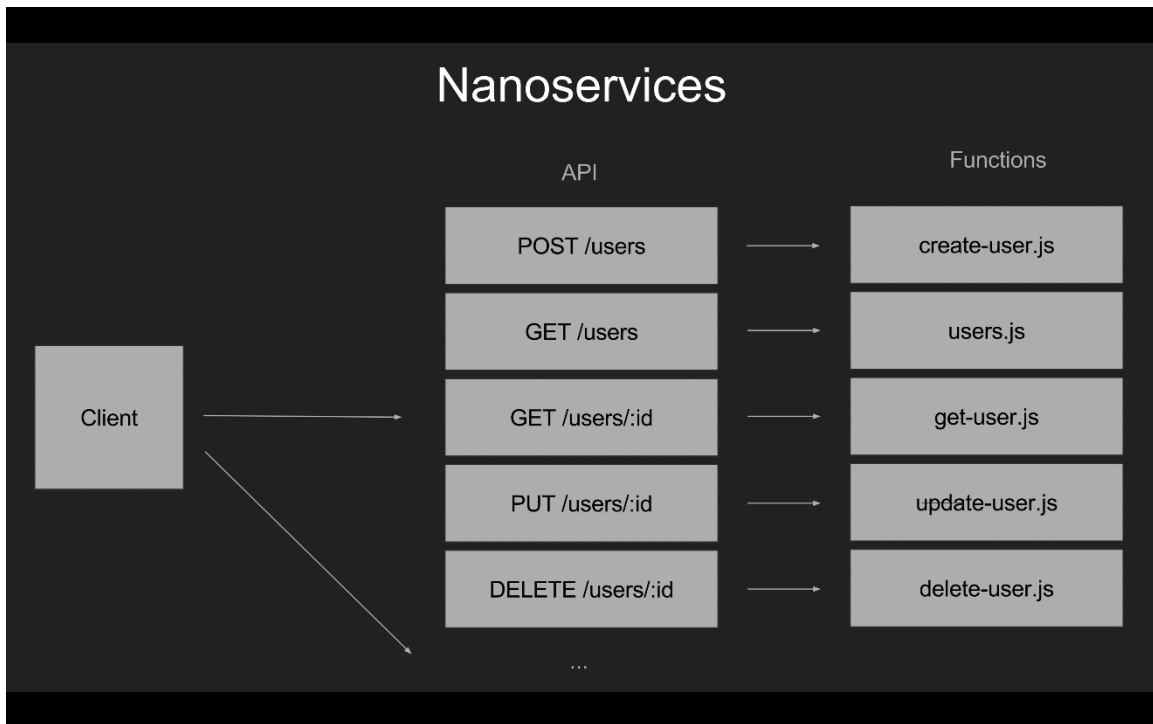 Nanoservices
API
Functions
POST /users
create-user.js
GET /users
users.js
Client
GET /users/:id
get-user.js
PUT /users/:id
update-user.js
DELETE /users/:id
delete-user.js
...